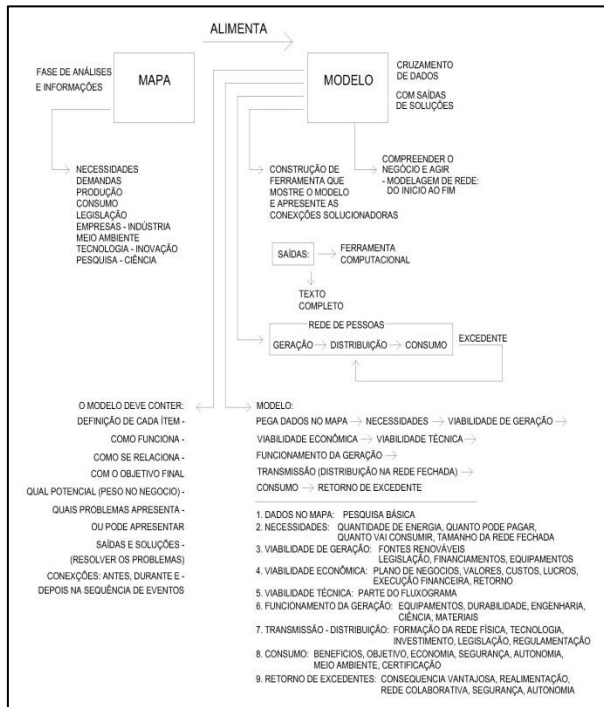 ALIMENTA
FASE DE ANÁLISES
E INFORMAÇÕES
MAPA
MODELO
CRUZAMENTO
DE DADOS
COM SAÍDAS
DE SOLUÇÕES
NECESSIDADES
DEMANDAS
PRODUÇÃO
CONSUMO
LEGISLAÇÃO
EMPRESAS - INDÚSTRIA
MEIO AMBIENTE
TECNOLOGIA - INOVAÇÃO
PESQUISA - CIÊNCIA
CONSTRUÇÃO DE
FERRAMENTA QUE
MOSTRE O MODELO
E APRESENTE AS
CONEXÕES SOLUCIONADORAS
COMPREENDER O
NEGÓCIO E AGIR
- MODELAGEM DE REDE:
DO INICIO AO FIM
SAÍDAS:
FERRAMENTA
COMPUTACIONAL
TEXTO
COMPLETO
REDE DE PESSOAS
GERAÇÃO → DISTRIBUIÇÃO → CONSUMO
EXCEDENTE
O MODELO DEVE CONTER:
DEFINIÇÃO DE CADA ÍTEM -
COMO FUNCIONA -
COMO SE RELACIONA -
COM O OBJETIVO FINAL
QUAL POTENCIAL (PESO NO NEGOCIO) -
QUAIS PROBLEMAS APRESENTA -
OU PODE APRESENTAR
SAÍDAS E SOLUÇÕES -
(RESOLVER OS PROBLEMAS)
CONEXÕES: ANTES, DURANTE E -
DEPOIS NA SEQUÊNCIA DE EVENTOS
MODELO:
PEGA DADOS NO MAPA → NECESSIDADES → VIABILIDADE DE GERAÇÃO →
VIABILIDADE ECONÔMICA → VIABILIDADE TÉCNICA →
FUNCIONAMENTO DA GERAÇÃO →
TRANSMISSÃO (DISTRIBUIÇÃO NA REDE FECHADA) →
CONSUMO → RETORNO DE EXCEDENTE
1. DADOS NO MAPA: PESQUISA BÁSICA
2. NECESSIDADES: QUANTIDADE DE ENERGIA, QUANTO PODE PAGAR,
QUANTO VAI CONSUMIR, TAMANHO DA REDE FECHADA
3. VIABILIDADE DE GERAÇÃO: FONTES RENOVÁVEIS
LEGISLAÇÃO, FINANCIAMENTOS, EQUIPAMENTOS
4. VIABILIDADE ECONÔMICA: PLANO DE NEGOCIOS, VALORES, CUSTOS, LUCROS,
EXECUÇÃO FINANCEIRA, RETORNO
5. VIABILIDADE TÉCNICA: PARTE DO FLUXOGRAMA
6. FUNCIONAMENTO DA GERAÇÃO: EQUIPAMENTOS, DURABILIDADE, ENGENHARIA,
CIÊNCIA, MATERIAIS
7. TRANSMISSÃO - DISTRIBUIÇÃO: FORMAÇÃO DA REDE FÍSICA, TECNOLOGIA,
INVESTIMENTO, LEGISLAÇÃO, REGULAMENTAÇÃO
8. CONSUMO: BENEFICIOS, OBJETIVO, ECONOMIA, SEGURANÇA, AUTONOMIA,
MEIO AMBIENTE, CERTIFICAÇÃO
9. RETORNO DE EXCEDENTES: CONSEQUENCIA VANTAJOSA, REALIMENTAÇÃO,
REDE COLABORATIVA, SEGURANÇA, AUTONOMIA